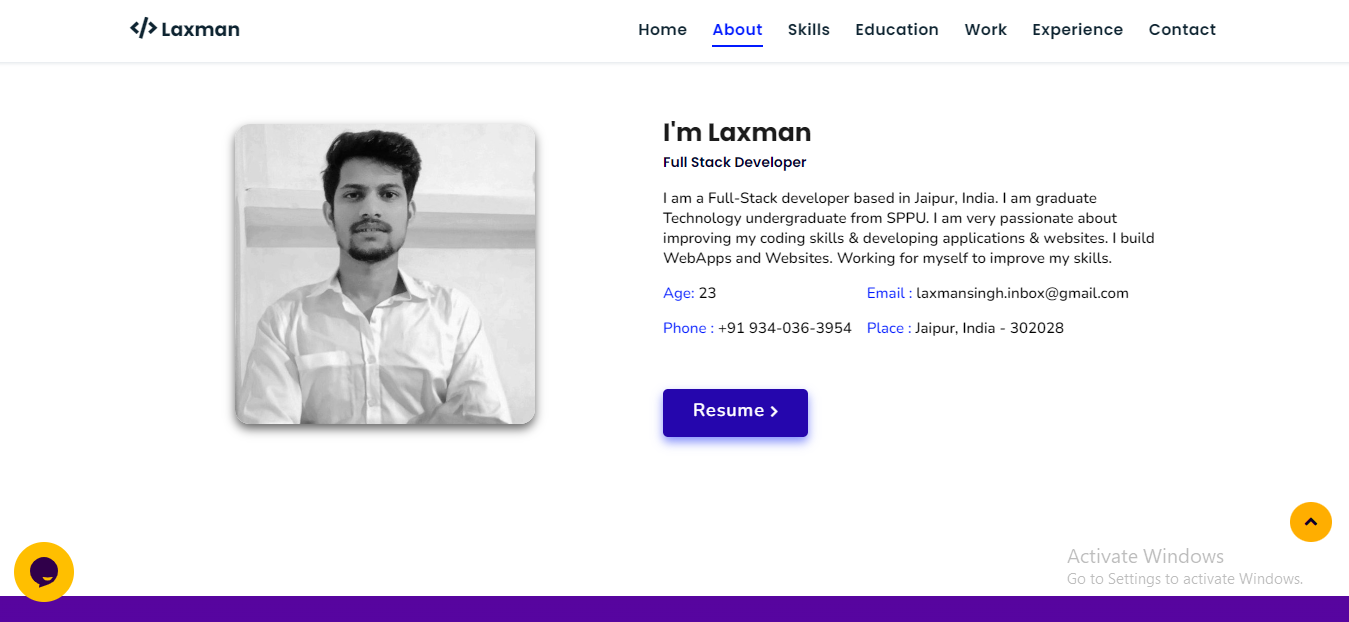 </> Laxman
Home About Skills Education Work Experience Contact
I'm Laxman
Full Stack Developer
I am a Full-Stack developer based in Jaipur, India. I am graduate
Technology undergraduate from SPPU. I am very passionate about
improving my coding skills & developing applications & websites. I build
WebApps and Websites. Working for myself to improve my skills.
Age: 23 Email : laxmansingh.inbox@gmail.com
Phone : +91 934-036-3954 Place : Jaipur, India - 302028
Resume >
Activate Windows
Go to Settings to activate Windows.